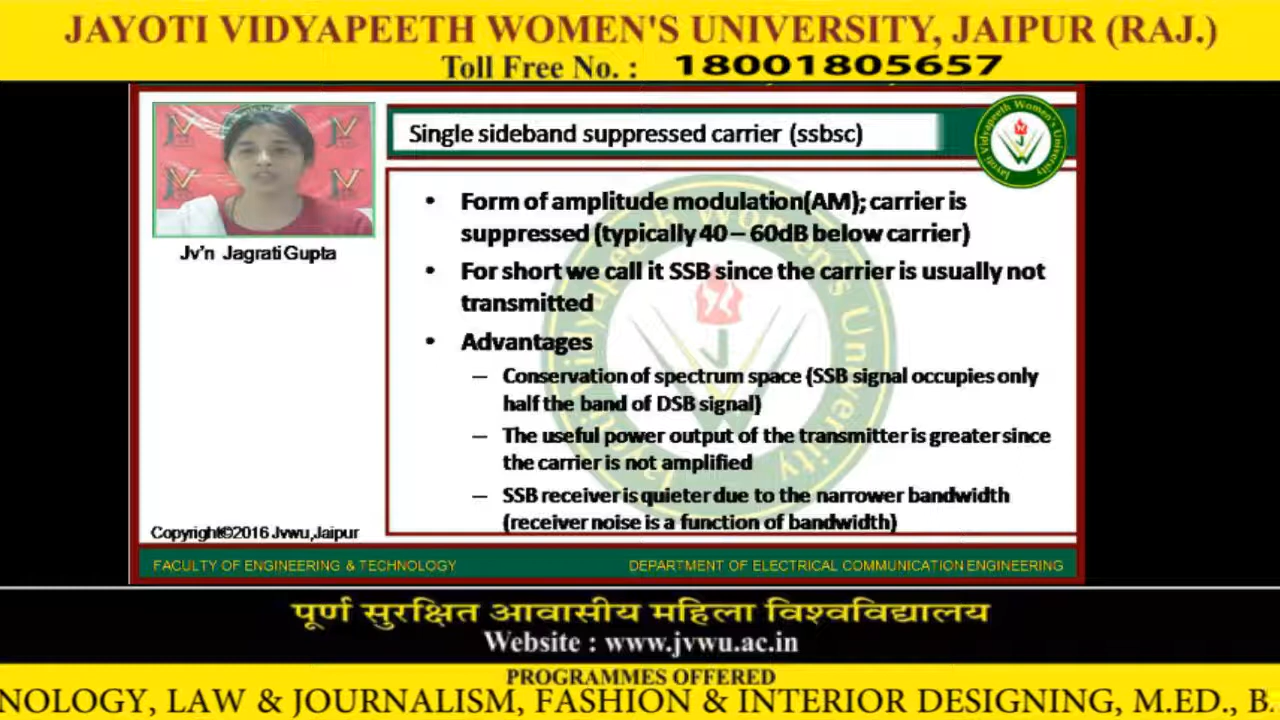 JAYOTI VIDYAPEETH WOMEN'S UNIVERSITY, JAIPUR (RAJ.)
Toll Free No. : 18001805657
Single sideband suppressed carrier (ssbsc)
Jayoti Vidyapeeth Women's University
Jv'n Jagrati Gupta
• Form of amplitude modulation(AM); carrier is
suppressed (typically 40 – 60dB below carrier)
• For short we call it SSB since the carrier is usually not
transmitted
• Advantages
– Conservation of spectrum space (SSB signal occupies only
half the band of DSB signal)
– The useful power output of the transmitter is greater since
the carrier is not amplified
– SSB receiver is quieter due to the narrower bandwidth
(receiver noise is a function of bandwidth)
Copyright©2016 Jvwu,Jaipur
FACULTY OF ENGINEERING & TECHNOLOGY
DEPARTMENT OF ELECTRICAL COMMUNICATION ENGINEERING
पूर्ण सुरक्षित आवासीय महिला विश्वविद्यालय
Website : www.jvwu.ac.in
PROGRAMMES OFFERED
NOLOGY, LAW & JOURNALISM, FASHION & INTERIOR DESIGNING, M.ED., B.